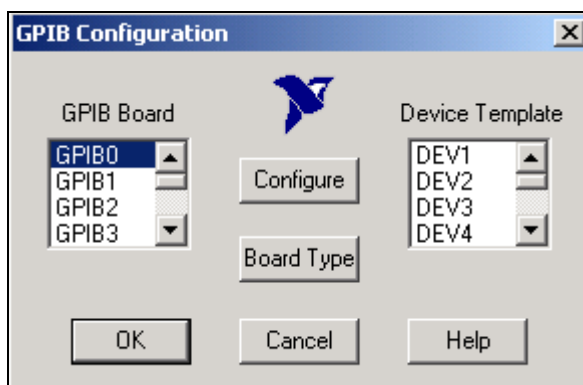 GPIB Configuration
GPIB Board
Device Template
GPIB0
GPIB1
GPIB2
GPIB3
Configure
Board Type
DEV1
DEV2
DEV3
DEV4
OK
Cancel
Help